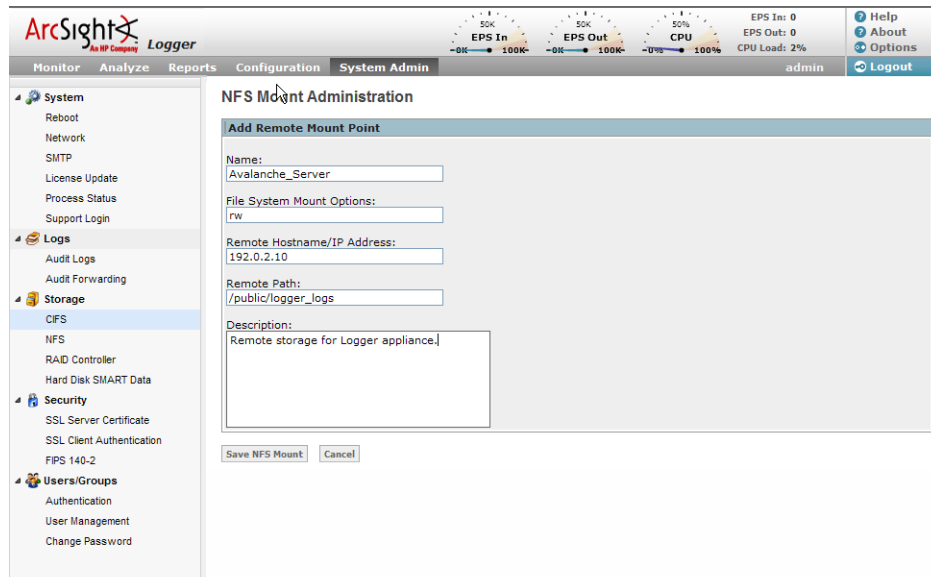 ArcSight
An HP Company
Logger
50K
EPS In
-0K 100K-
50K
EPS Out
-0K 100K-
50%
CPU
-0% 100%
EPS In: 0
EPS Out: 0
CPU Load: 2%
Help
About
Options
Monitor Analyze Reports Configuration System Admin admin Logout
System
Reboot
Network
SMTP
License Update
Process Status
Support Login
Logs
Audit Logs
Audit Forwarding
Storage
CIFS
NFS
RAID Controller
Hard Disk SMART Data
Security
SSL Server Certificate
SSL Client Authentication
FIPS 140-2
Users/Groups
Authentication
User Management
Change Password
NFS Mount Administration
Add Remote Mount Point
Name:
Avalanche_Server
File System Mount Options:
rw
Remote Hostname/IP Address:
192.0.2.10
Remote Path:
/public/logger_logs
Description:
Remote storage for Logger appliance.
Save NFS Mount Cancel